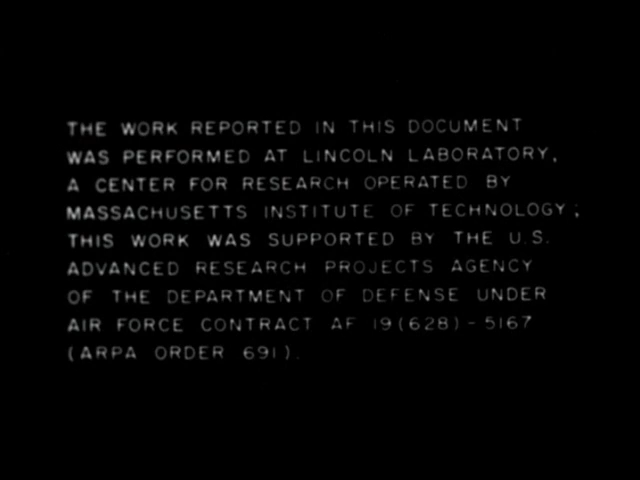 THE WORK REPORTED IN THIS DOCUMENT
WAS PERFORMED AT LINCOLN LABORATORY,
A CENTER FOR RESEARCH OPERATED BY
MASSACHUSETTS INSTITUTE OF TECHNOLOGY;
THIS WORK WAS SUPPORTED BY THE U.S.
ADVANCED RESEARCH PROJECTS AGENCY
OF THE DEPARTMENT OF DEFENSE UNDER
AIR FORCE CONTRACT AF 19(628)-5167
(ARPA ORDER 691).